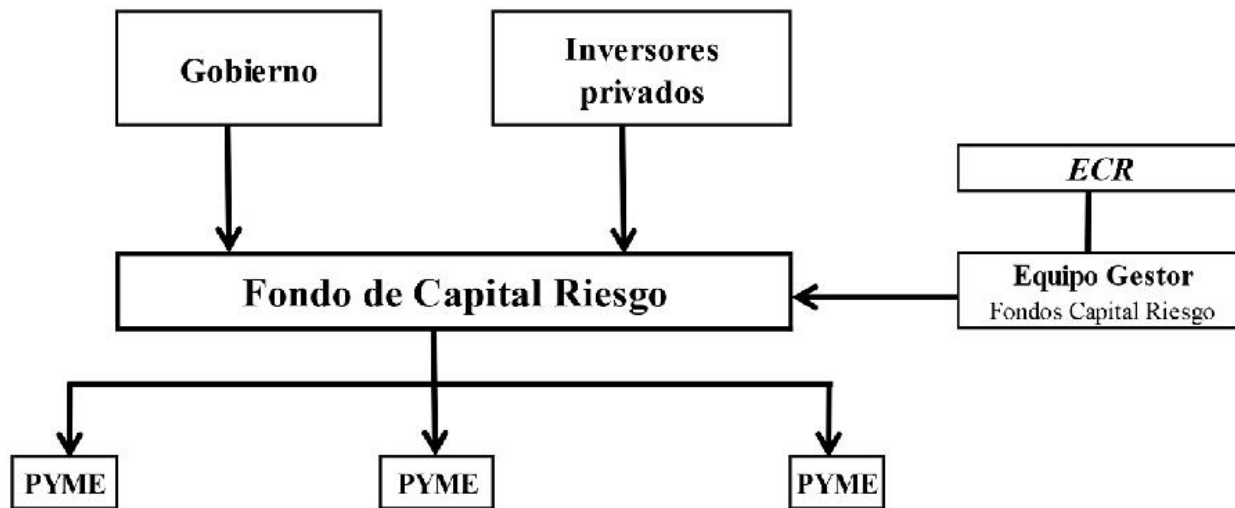 Gobierno
Inversores
privados
ECR
Fondo de Capital Riesgo
Equipo Gestor
Fondos Capital Riesgo
PYME
PYME
PYME